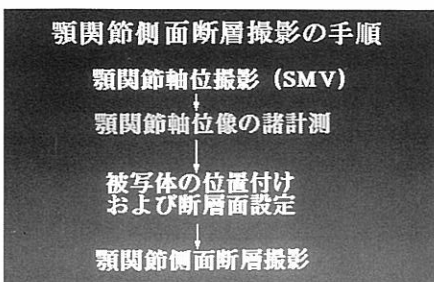 顎関節側面断層撮影の手順
顎関節軸位撮影 (SMV)
顎関節軸位像の諸計測
被写体の位置付け
および断層面設定
顎関節側面断層撮影